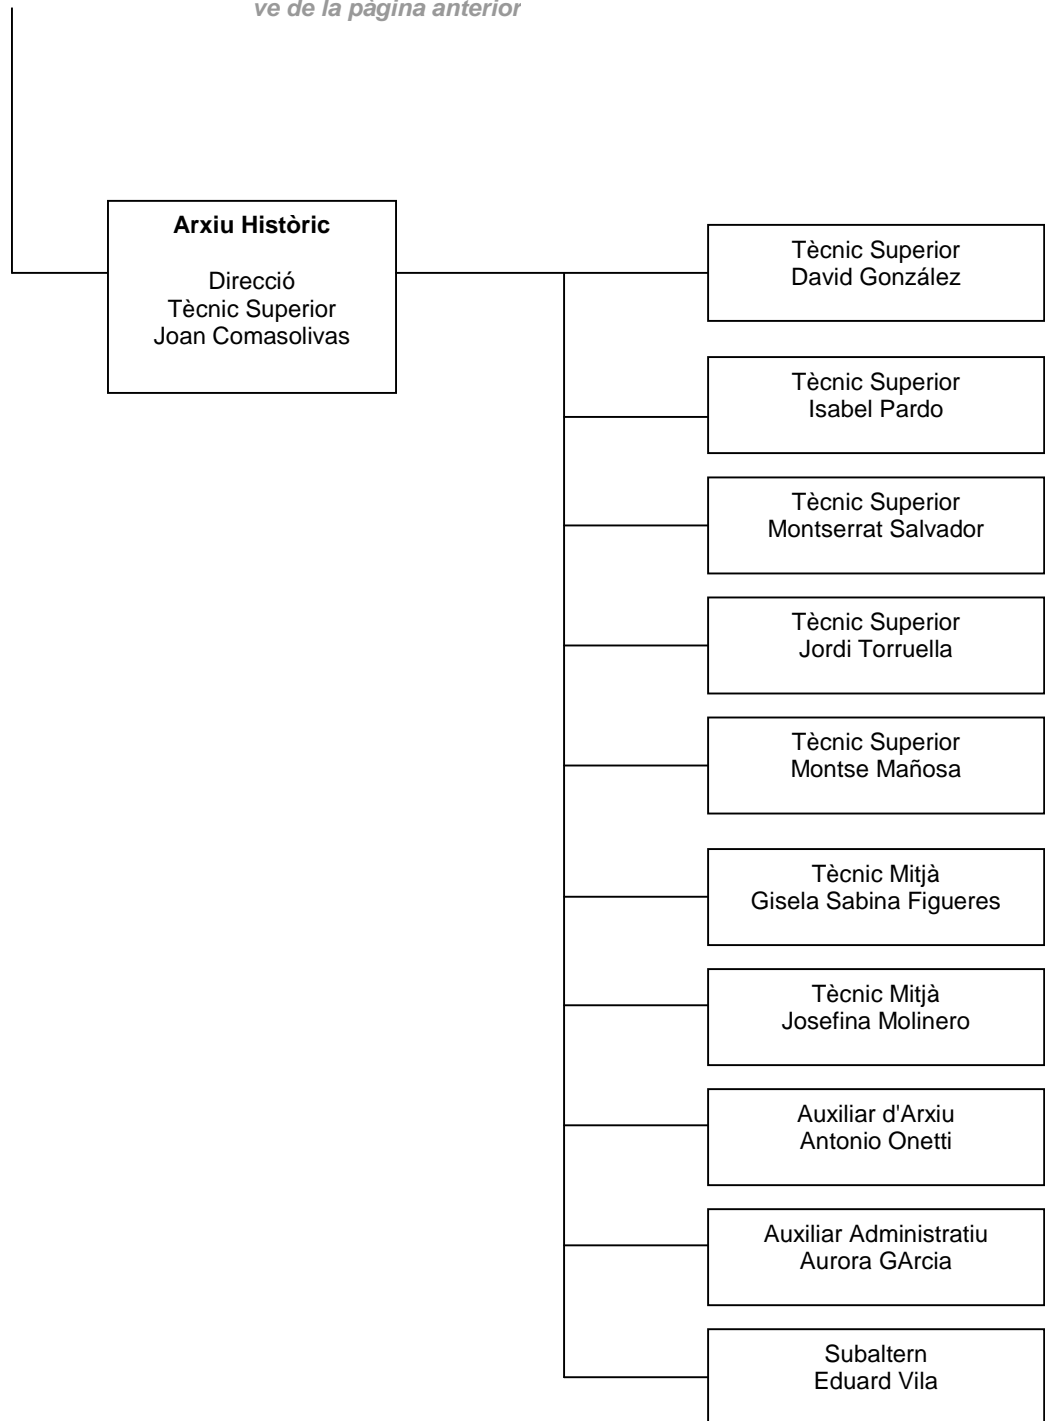 ve de la pàgina anterior
Arxiu Històric
Direcció
Tècnic Superior
Joan Comasolivas
Tècnic Superior
David González
Tècnic Superior
Isabel Pardo
Tècnic Superior
Montserrat Salvador
Tècnic Superior
Jordi Torruella
Tècnic Superior
Montse Mañosa
Tècnic Mitjà
Gisela Sabina Figueres
Tècnic Mitjà
Josefina Molinero
Auxiliar d'Arxiu
Antonio Onetti
Auxiliar Administratiu
Aurora GArcia
Subaltern
Eduard Vila